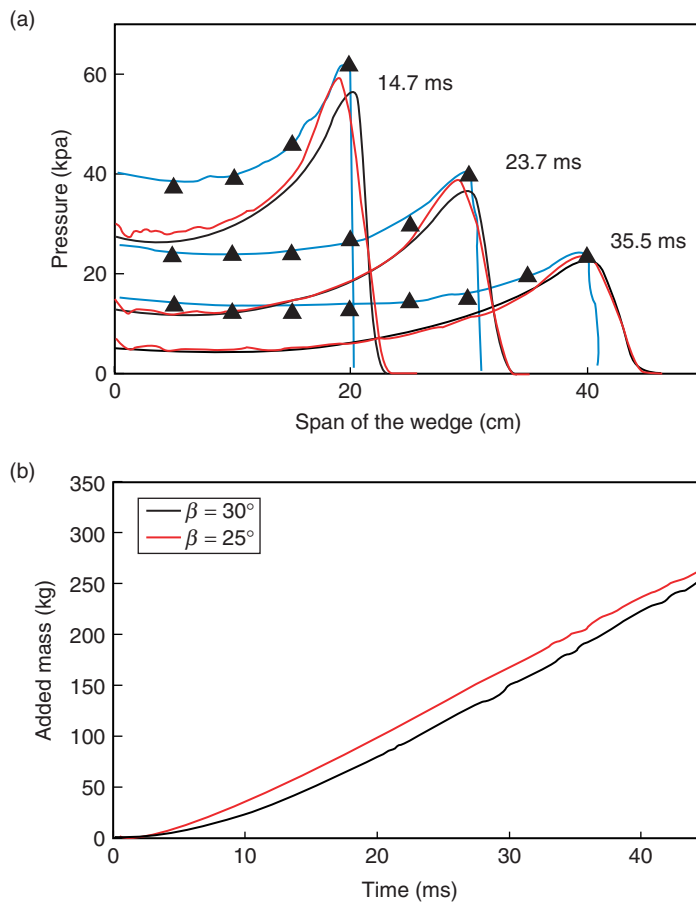 (a)
60
40
20
0
Pressure (kpa)
14.7 ms
23.7 ms
35.5 ms
0
20
40
Span of the wedge (cm)
(b)
350
300
250
200
150
100
50
0
Added mass (kg)
β = 30°
β = 25°
0
10
20
30
40
Time (ms)